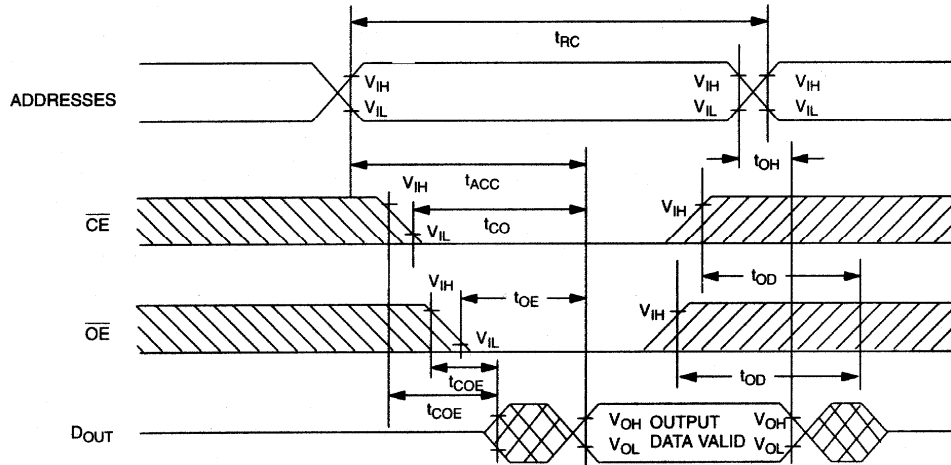 tRC
ADDRESSES
VIH
VIL
VIH
VIL
VIH
VIL
tOH
tACC
CE
VIH
VIL
tCO
VIH
tOD
OE
VIH
VIL
tOE
VIH
tOD
tCOE
tCOE
DOUT
VOH OUTPUT VOH
VOL DATA VALID VOL